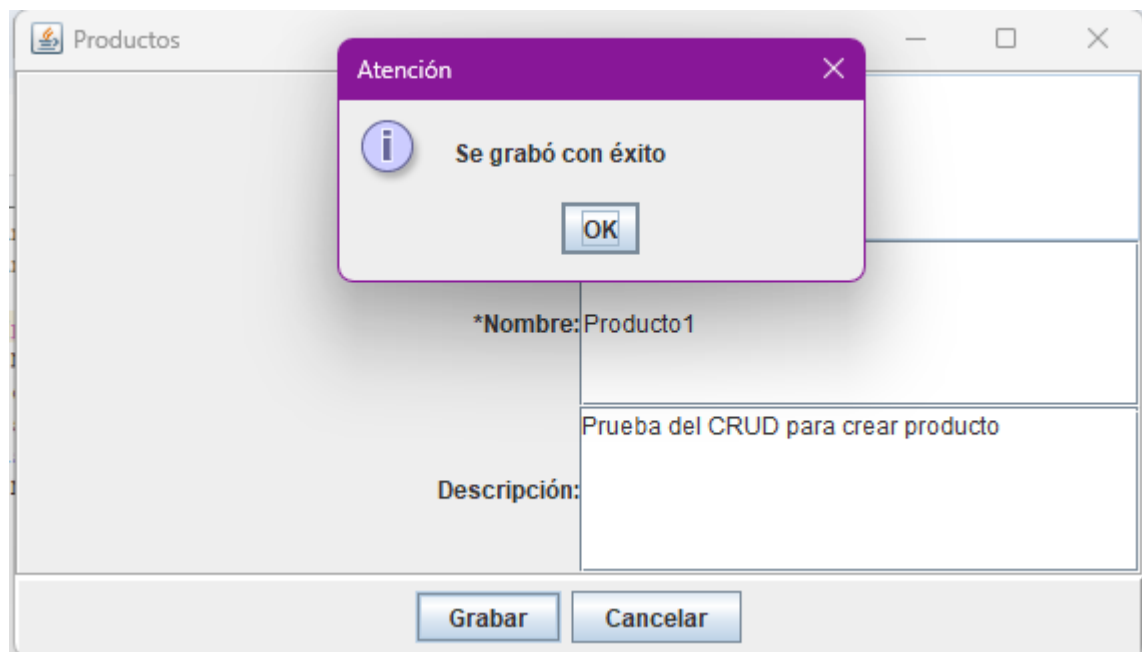 Productos
Atención
Se grabó con éxito
OK
*Nombre: Producto1
Prueba del CRUD para crear producto
Descripción:
Grabar Cancelar